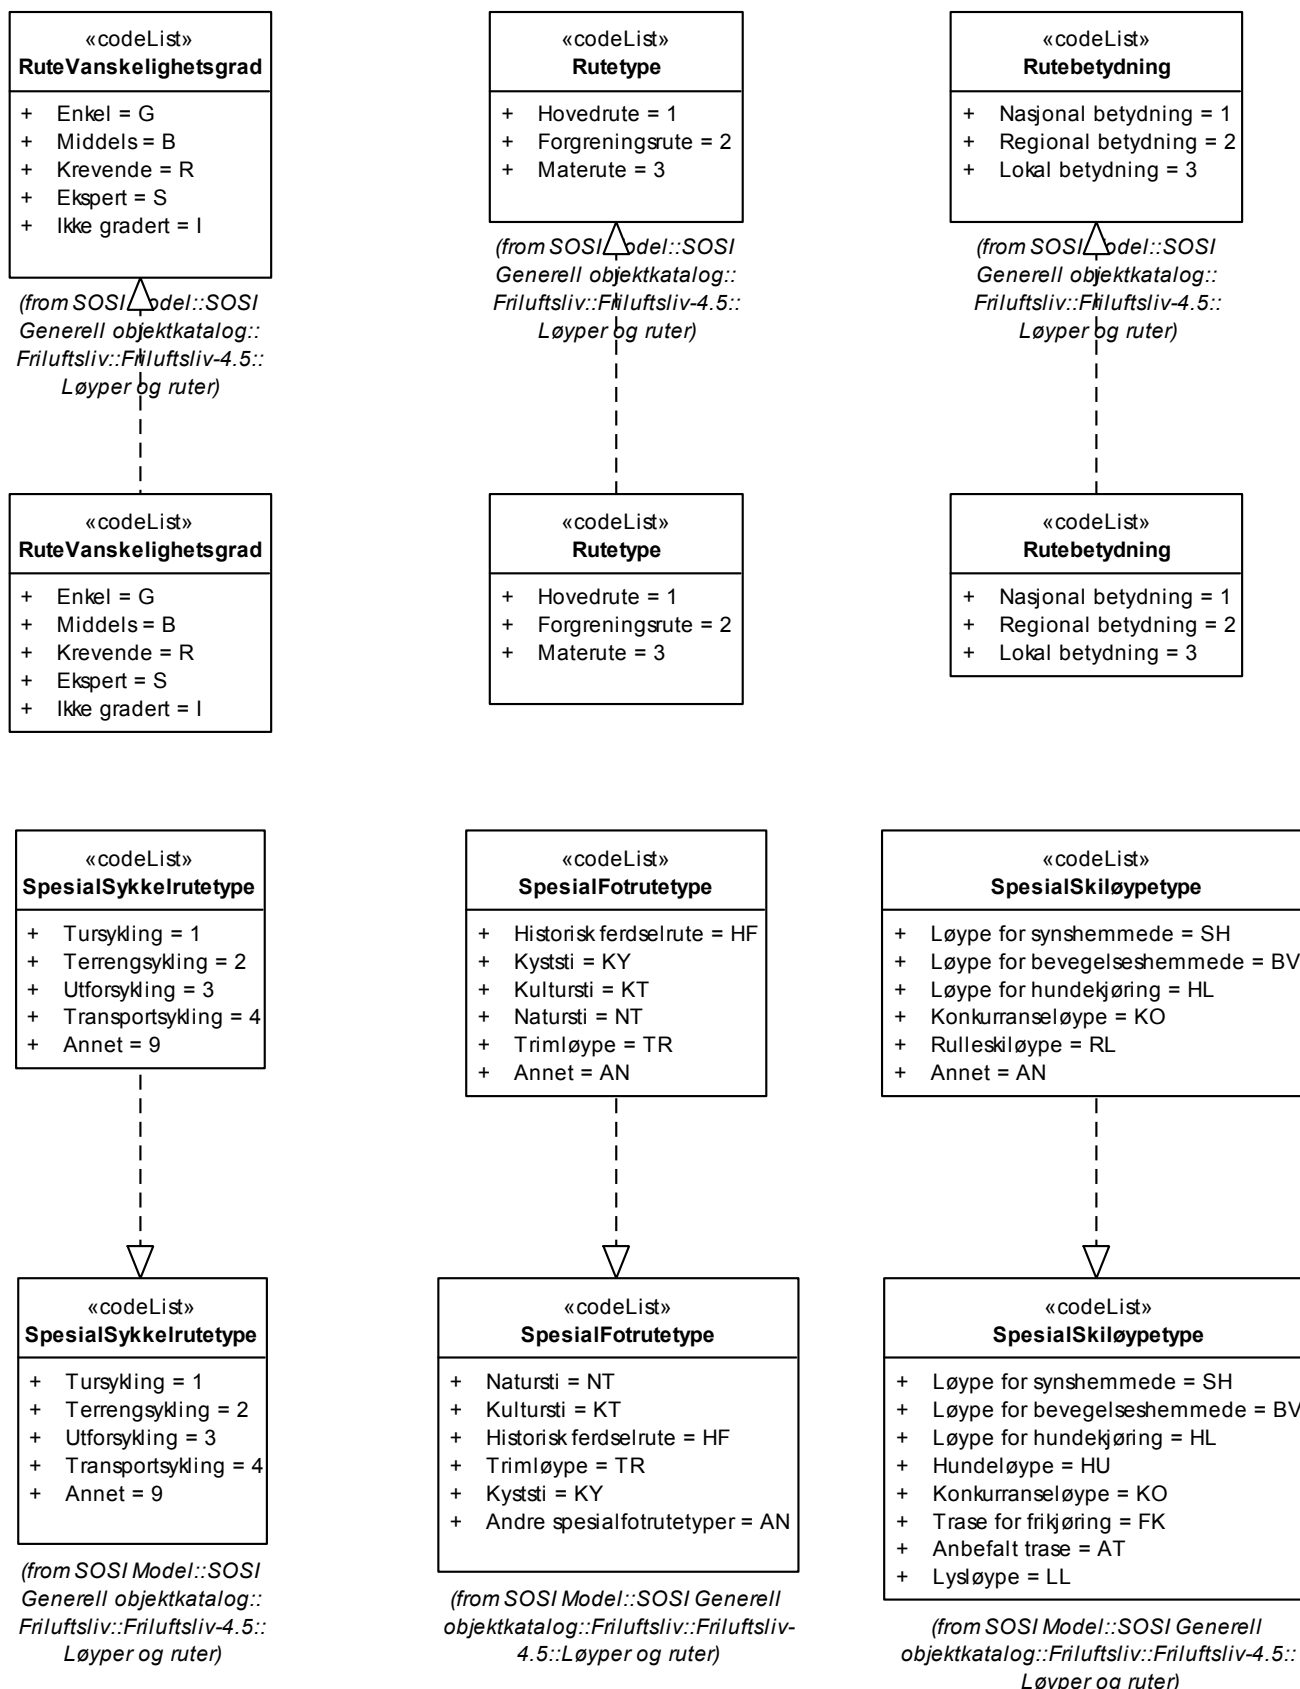 «codeList»
RuteVanskelighetsgrad
+ Enkel = G
+ Middels = B
+ Krevende = R
+ Ekspert = S
+ Ikke gradert = I
(from SOSI Model::SOSI
Generell objektkatalog::
Friluftsliv::Friluftsliv-4.5::
Løyper og ruter)
«codeList»
Rutetype
+ Hovedrute = 1
+ Forgreningsrute = 2
+ Materute = 3
(from SOSI Model::SOSI
Generell objektkatalog::
Friluftsliv::Friluftsliv-4.5::
Løyper og ruter)
«codeList»
Rutebetydning
+ Nasjonal betydning = 1
+ Regional betydning = 2
+ Lokal betydning = 3
(from SOSI Model::SOSI
Generell objektkatalog::
Friluftsliv::Friluftsliv-4.5::
Løyper og ruter)
«codeList»
RuteVanskelighetsgrad
+ Enkel = G
+ Middels = B
+ Krevende = R
+ Ekspert = S
+ Ikke gradert = I
«codeList»
Rutetype
+ Hovedrute = 1
+ Forgreningsrute = 2
+ Materute = 3
«codeList»
Rutebetydning
+ Nasjonal betydning = 1
+ Regional betydning = 2
+ Lokal betydning = 3
«codeList»
SpesialSykkelrutetype
+ Tursykling = 1
+ Terrengsykling = 2
+ Utforsykling = 3
+ Transportsykling = 4
+ Annet = 9
«codeList»
SpesialFotrutetype
+ Historisk ferdselrute = HF
+ Kyststi = KY
+ Kultursti = KT
+ Natursti = NT
+ Trimløype = TR
+ Annet = AN
«codeList»
SpesialSkiløypetype
+ Løype for synshemmede = SH
+ Løype for bevegelseshemmede = BV
+ Løype for hundekjøring = HL
+ Konkurranseløype = KO
+ Rulleskiløype = RL
+ Annet = AN
«codeList»
SpesialSykkelrutetype
+ Tursykling = 1
+ Terrengsykling = 2
+ Utforsykling = 3
+ Transportsykling = 4
+ Annet = 9
(from SOSI Model::SOSI
Generell objektkatalog::
Friluftsliv::Friluftsliv-4.5::
Løyper og ruter)
«codeList»
SpesialFotrutetype
+ Natursti = NT
+ Kultursti = KT
+ Historisk ferdselrute = HF
+ Trimløype = TR
+ Kyststi = KY
+ Andre spesialfotrutetyper = AN
(from SOSI Model::SOSI Generell
objektkatalog::Friluftsliv::Friluftsliv-
4.5::Løyper og ruter)
«codeList»
SpesialSkiløypetype
+ Løype for synshemmede = SH
+ Løype for bevegelseshemmede = BV
+ Løype for hundekjøring = HL
+ Hundeløype = HU
+ Konkurranseløype = KO
+ Trase for frikjøring = FK
+ Anbefalt trase = AT
+ Lysløype = LL
(from SOSI Model::SOSI Generell
objektkatalog::Friluftsliv::Friluftsliv-4.5::
Løyper og ruter)